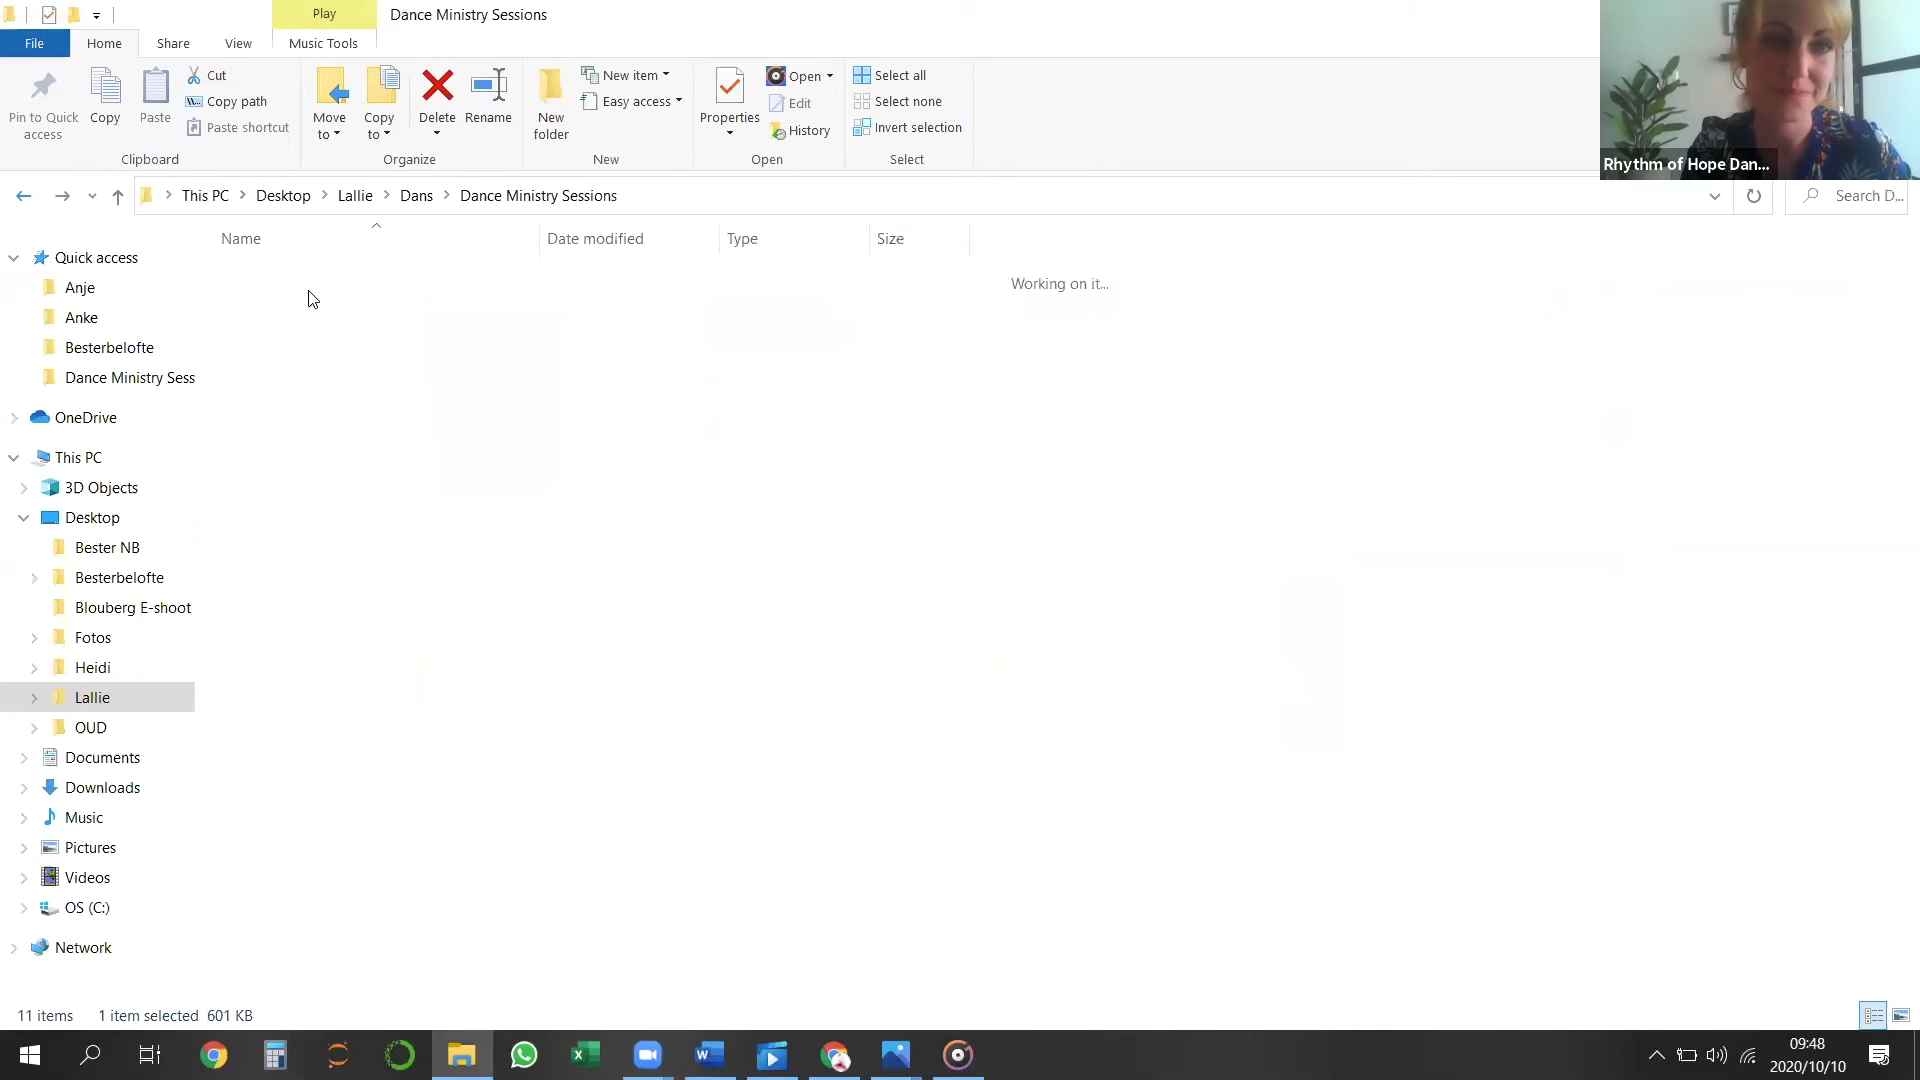 Play
Dance Ministry Sessions
File
Home
Share
View
Music Tools
Pin to Quick access
Copy
Paste
Cut
Copy path
Paste shortcut
Clipboard
Move to
Copy to
Delete
Rename
Organize
New folder
New item
Easy access
New
Properties
Open
Edit
History
Open
Select all
Select none
Invert selection
Select
Rhythm of Hope Dan...
This PC
Desktop
Lallie
Dans
Dance Ministry Sessions
Search D...
Name
Date modified
Type
Size
Working on it...
Quick access
Anje
Anke
Besterbelofte
Dance Ministry Sess
OneDrive
This PC
3D Objects
Desktop
Bester NB
Besterbelofte
Blouberg E-shoot
Fotos
Heidi
Lallie
OUD
Documents
Downloads
Music
Pictures
Videos
OS (C:)
Network
11 items
1 item selected 601 KB
09:48
2020/10/10